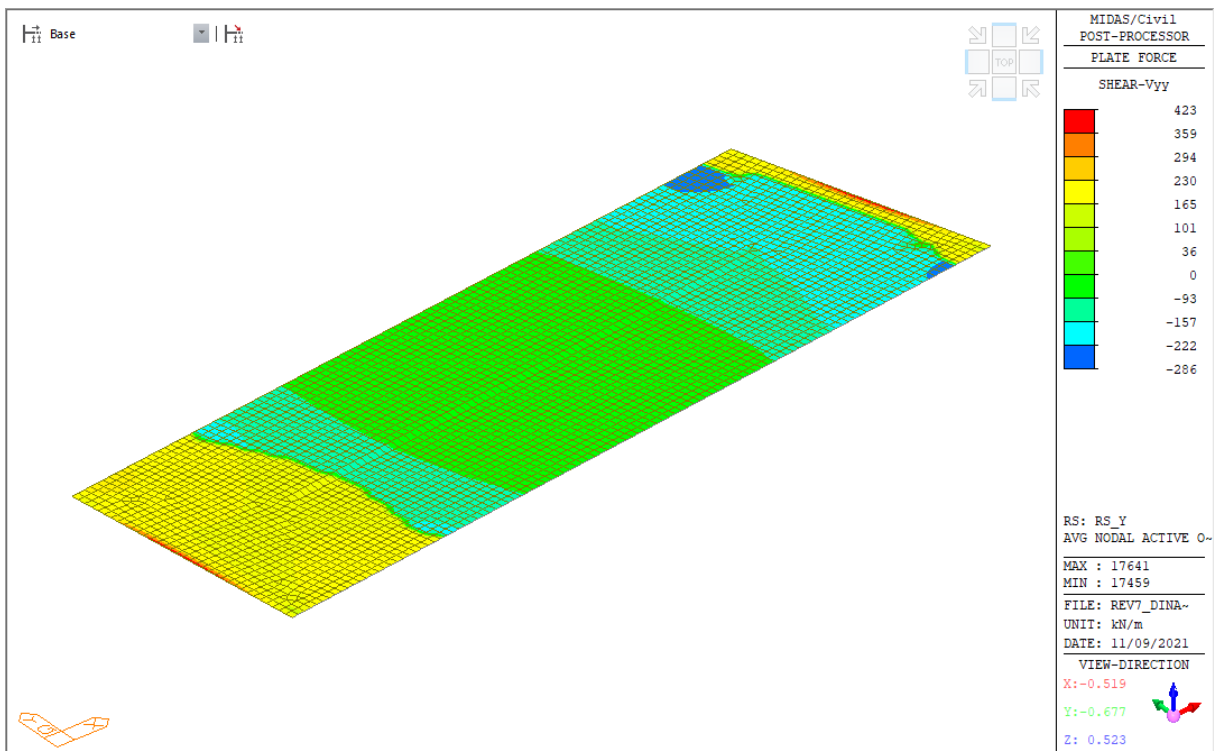 Base
TOP
MIDAS/Civil
POST-PROCESSOR
PLATE FORCE
SHEAR-Vyy
423
359
294
230
165
101
36
0
-93
-157
-222
-286
RS: RS_Y
AVG NODAL ACTIVE O~
MAX : 17641
MIN : 17459
FILE: REV7_DINA~
UNIT: kN/m
DATE: 11/09/2021
VIEW-DIRECTION
X:-0.519
Y:-0.677
Z: 0.523
Y G X